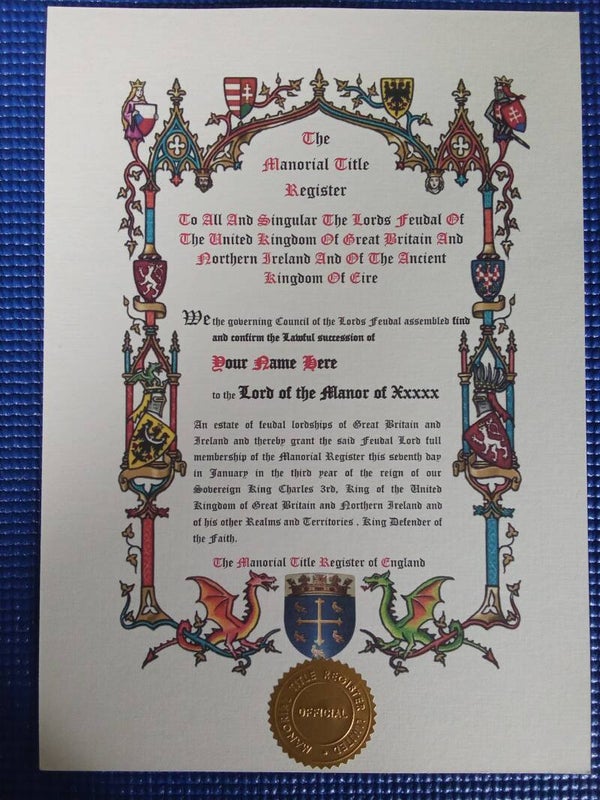 The
Manorial Title
Register
To All And Singular The Lords Feudal Of
The United Kingdom Of Great Britain And
Northern Ireland And Of The Ancient
Kingdom Of Eire
We the governing Council of the Lords Feudal assembled find
and confirm the Lawful succession of
Your Name Here
to the Lord of the Manor of Xxxxx
An estate of feudal lordships of Great Britain and
Ireland and thereby grant the said Feudal Lord full
membership of the Manorial Register this seventh day
in January in the third year of the reign of our
Sovereign King Charles 3rd, King of the United
Kingdom of Great Britain and Northern Ireland and
of his other Realms and Territories . King Defender of
the Faith.
The Manorial Title Register of England
MANORIAL TITLE REGISTER LIMITED
OFFICIAL